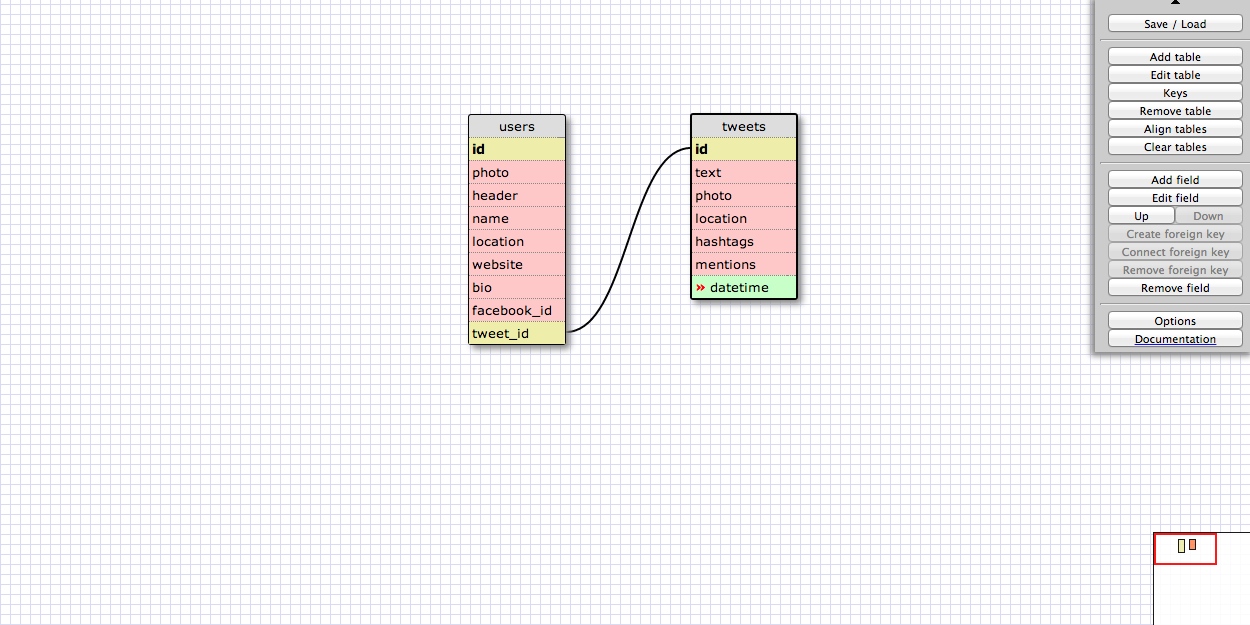 users
id
photo
header
name
location
website
bio
facebook_id
tweet_id
tweets
id
text
photo
location
hashtags
mentions
» datetime
Save / Load
Add table
Edit table
Keys
Remove table
Align tables
Clear tables
Add field
Edit field
Up Down
Create foreign key
Connect foreign key
Remove foreign key
Remove field
Options
Documentation